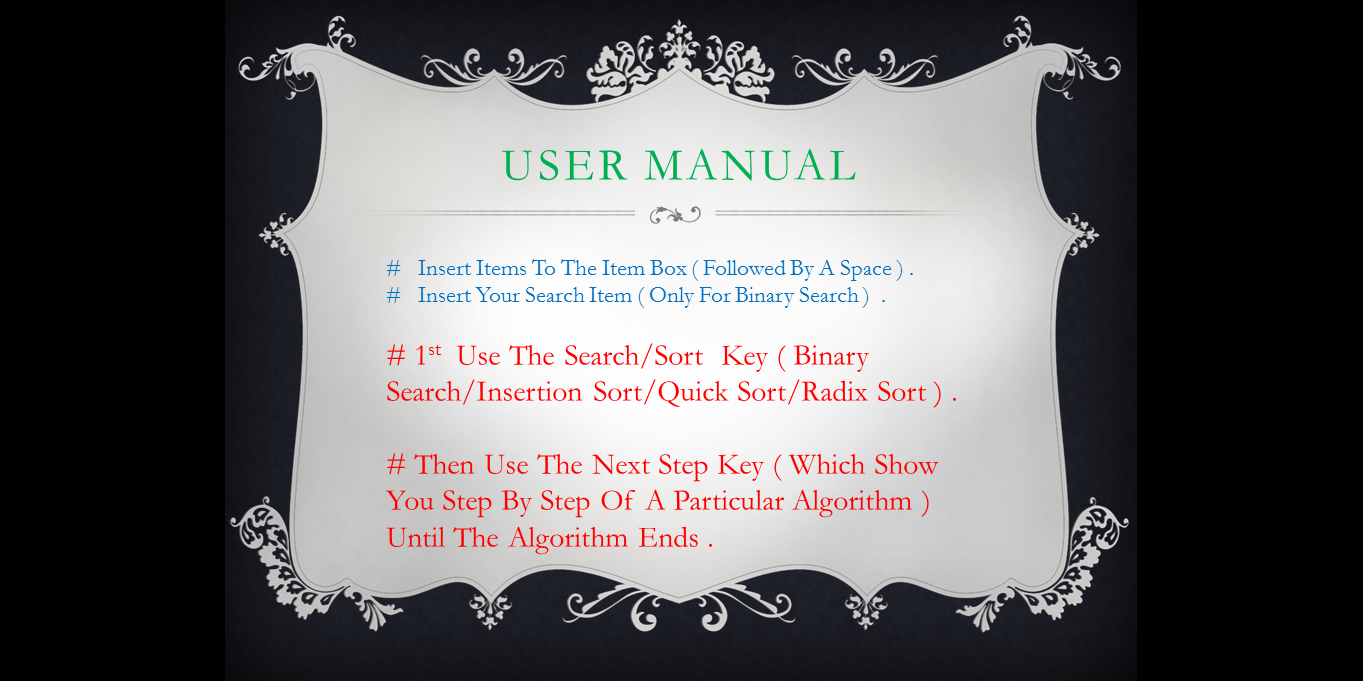 USER MANUAL
# Insert Items To The Item Box ( Followed By A Space ) .
# Insert Your Search Item ( Only For Binary Search ) .
# 1st Use The Search/Sort Key ( Binary
Search/Insertion Sort/Quick Sort/Radix Sort ) .
# Then Use The Next Step Key ( Which Show
You Step By Step Of A Particular Algorithm )
Until The Algorithm Ends .